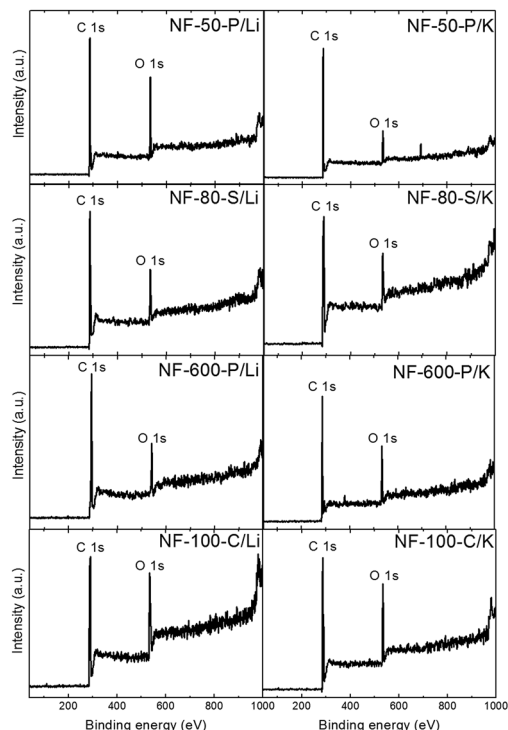 NF-50-P/Li
C 1s
O 1s
Intensity (a.u.)
NF-50-P/K
C 1s
O 1s
NF-80-S/Li
C 1s
O 1s
Intensity (a.u.)
NF-80-S/K
C 1s
O 1s
NF-600-P/Li
C 1s
O 1s
Intensity (a.u.)
NF-600-P/K
C 1s
O 1s
NF-100-C/Li
C 1s
O 1s
Intensity (a.u.)
NF-100-C/K
C 1s
O 1s
200 400 600 800 1000
200 400 600 800 1000
Binding energy (eV)
Binding energy (eV)